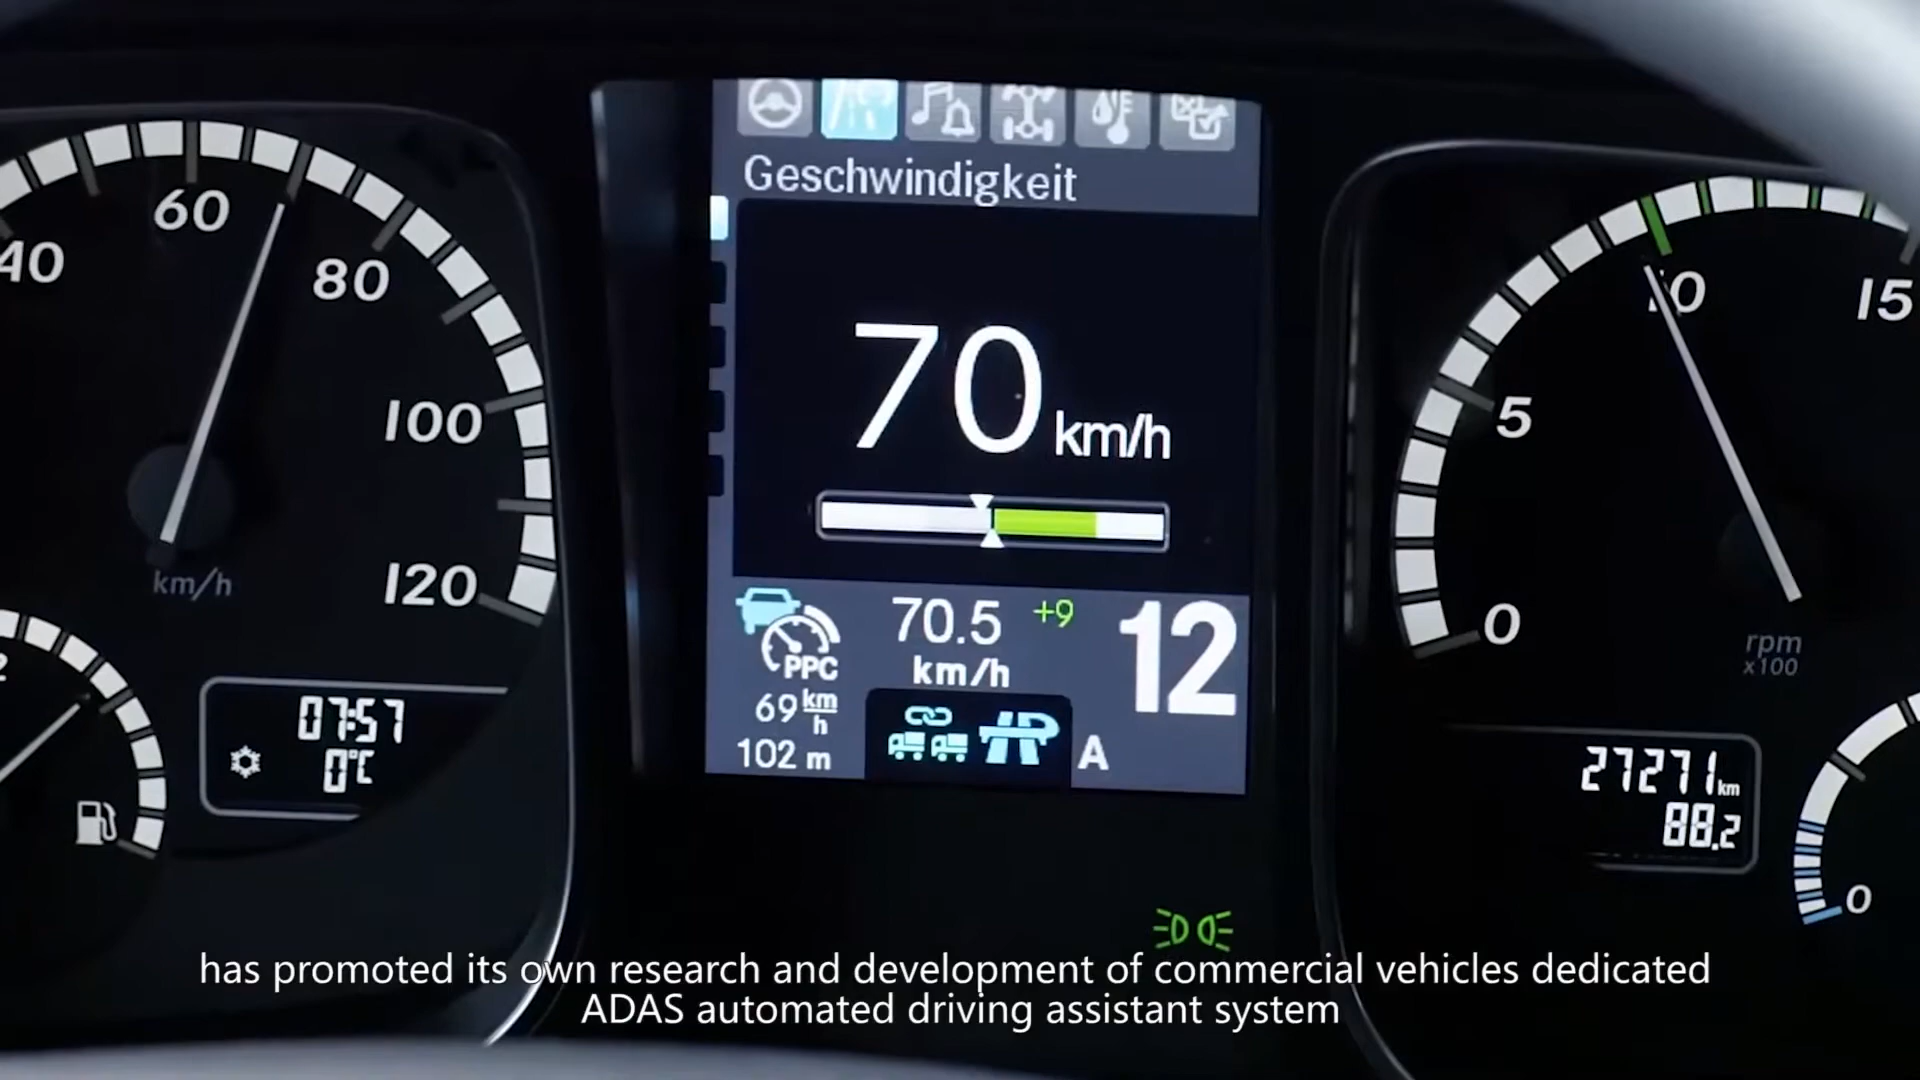 Geschwindigkeit
70 km/h
PPC
70.5 +9
km/h
69 km/h
102 m
12
A
40
60
80
100
120
km/h
07:57
0°C
2
0
5
10
15
rpm
x100
27271 km
88.2
0
has promoted its own research and development of commercial vehicles dedicated
ADAS automated driving assistant system